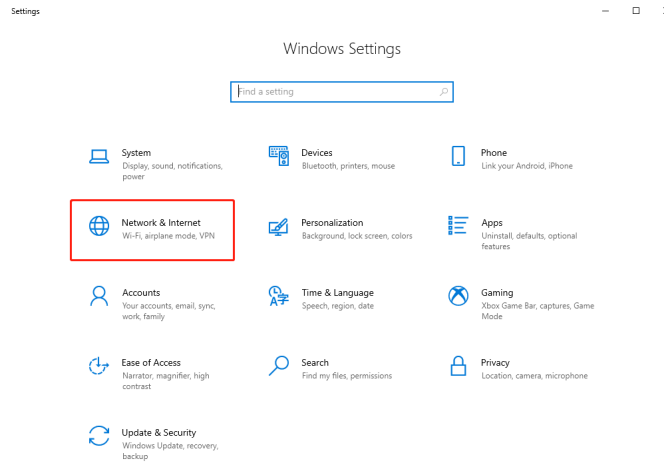 Settings
Windows Settings
Find a setting
System
Display, sound, notifications,
power
Devices
Bluetooth, printers, mouse
Phone
Link your Android, iPhone
Network & Internet
Wi-Fi, airplane mode, VPN
Personalization
Background, lock screen, colors
Apps
Uninstall, defaults, optional
features
Accounts
Your accounts, email, sync,
work, family
Time & Language
Speech, region, date
Gaming
Xbox Game Bar, captures, Game
Mode
Ease of Access
Narrator, magnifier, high
contrast
Search
Find my files, permissions
Privacy
Location, camera, microphone
Update & Security
Windows Update, recovery,
backup